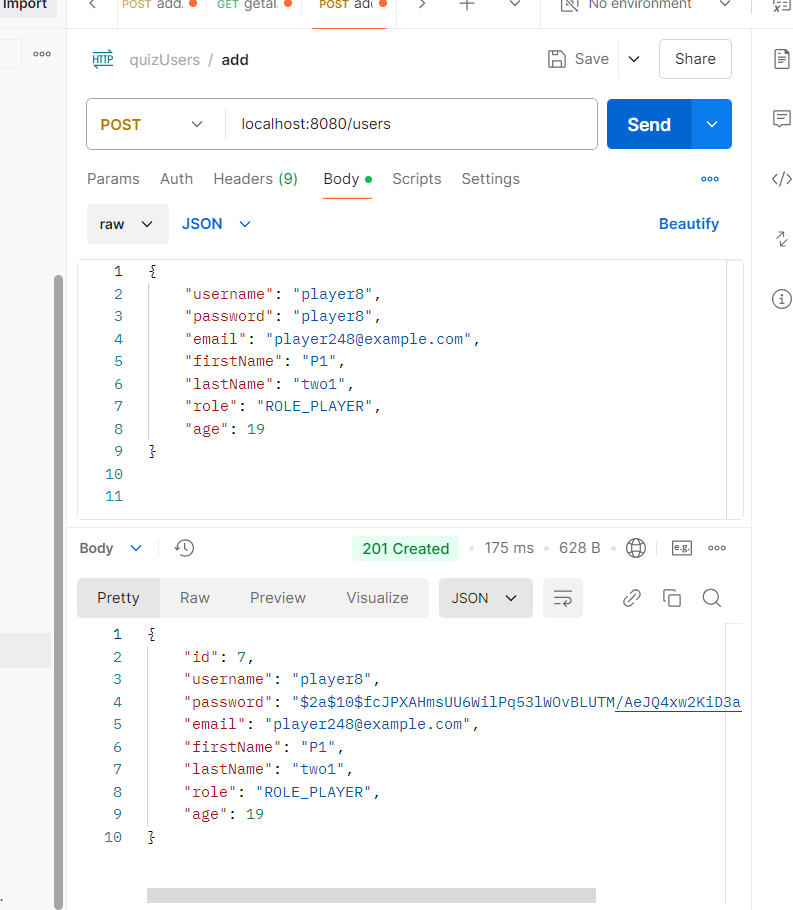 Import
POST add. GET getal POST add No environment
HTTP quizUsers / add Save Share
POST localhost:8080/users Send
Params Auth Headers (9) Body Scripts Settings
raw JSON Beautify
1 {
2 "username": "player8",
3 "password": "player8",
4 "email": "player248@example.com",
5 "firstName": "P1",
6 "lastName": "two1",
7 "role": "ROLE_PLAYER",
8 "age": 19
9 }
10
11
Body 201 Created 175 ms 628 B e.g.
Pretty Raw Preview Visualize JSON
1 {
2 "id": 7,
3 "username": "player8",
4 "password": "$2a$10$fcJPXAHmsUU6WilPq53lWOvBLUTM/AeJQ4xw2KiD3a
5 "email": "player248@example.com",
6 "firstName": "P1",
7 "lastName": "two1",
8 "role": "ROLE_PLAYER",
9 "age": 19
10 }